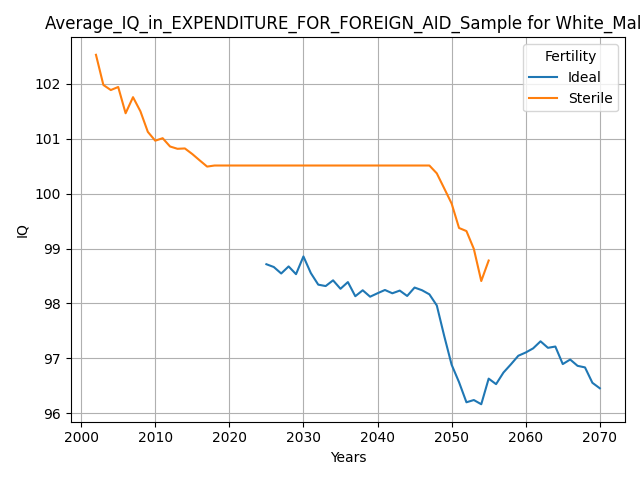 Average_IQ_in_EXPENDITURE_FOR_FOREIGN_AID_Sample for White_Mal
Fertility
Ideal
Sterile
IQ
102
101
100
99
98
97
96
2000 2010 2020 2030 2040 2050 2060 2070
Years